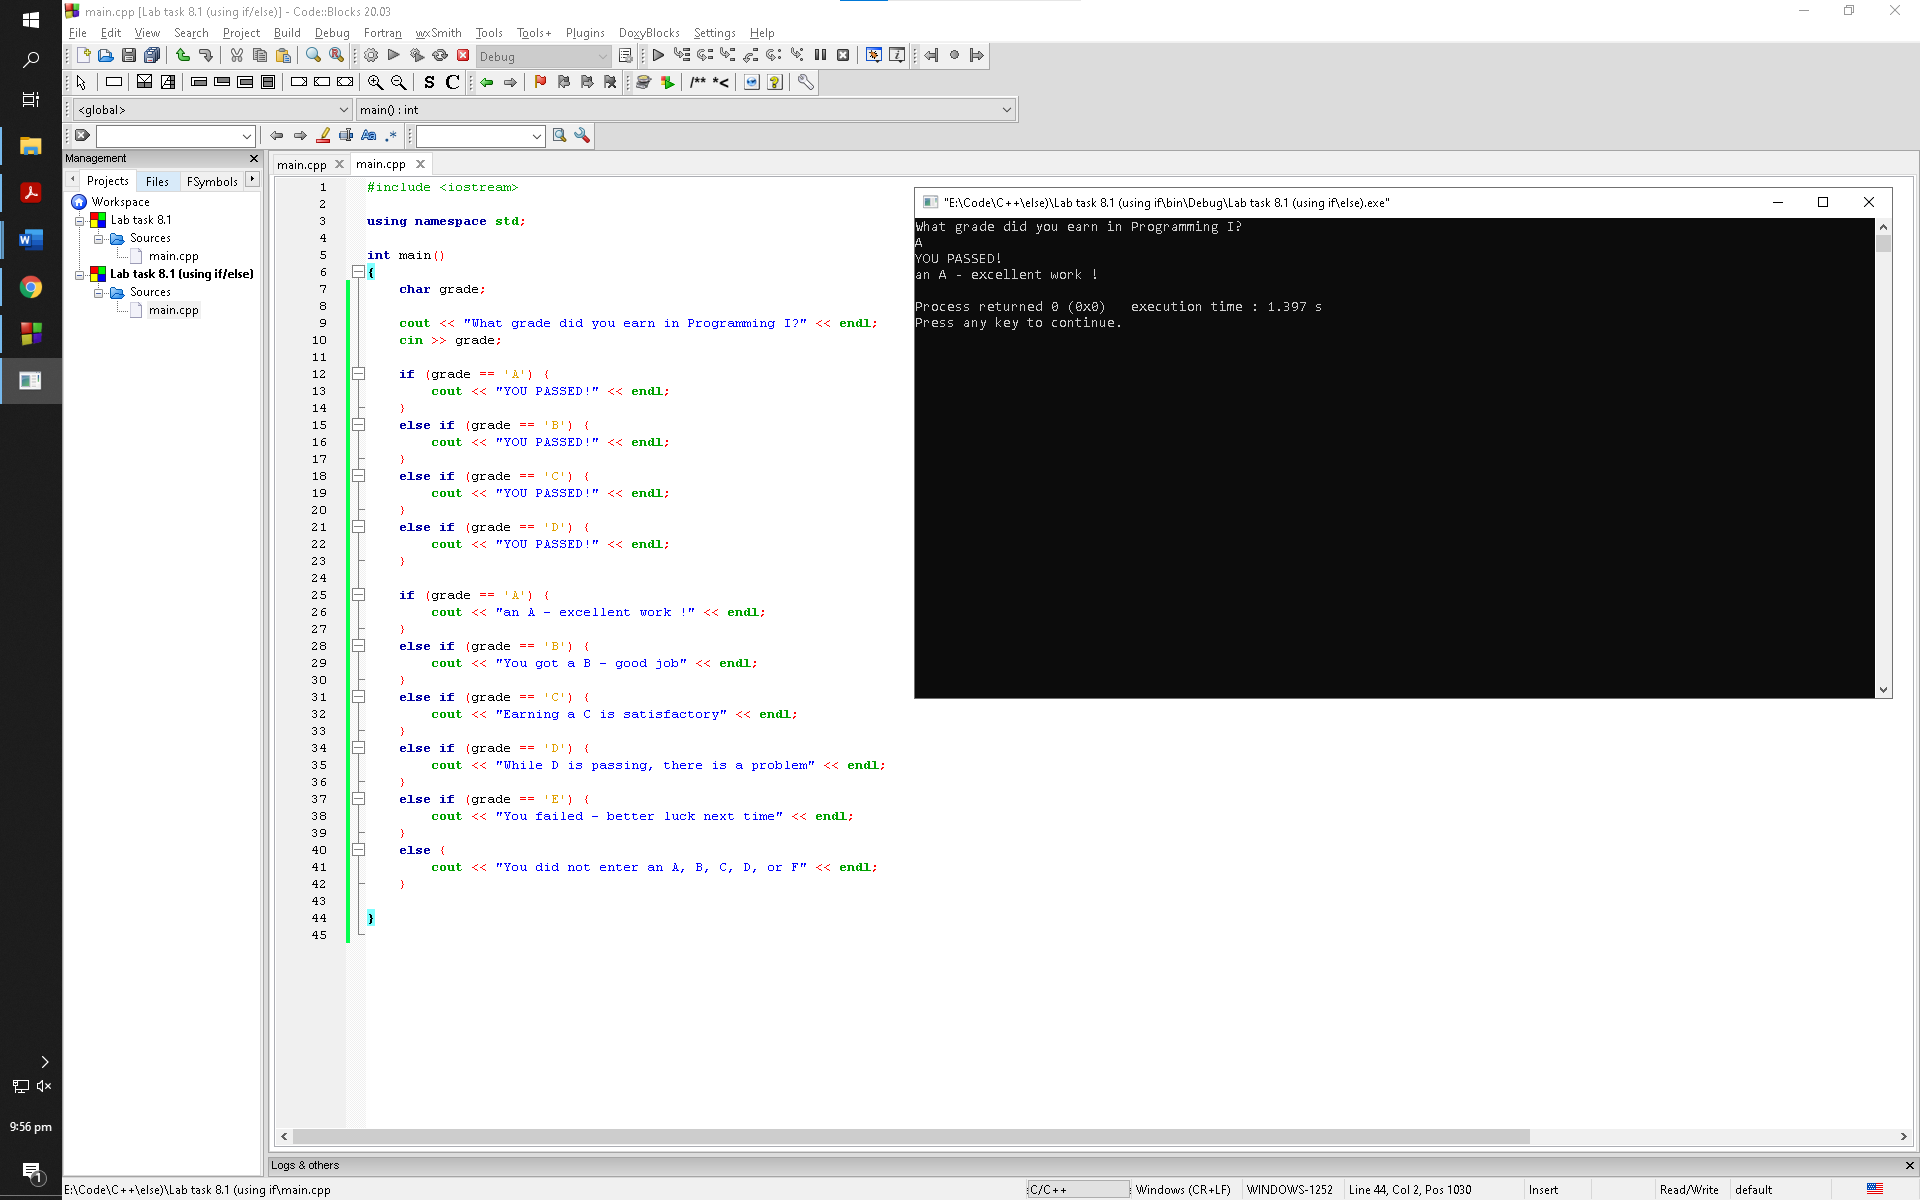 main.cpp [Lab task 8.1 (using if/else)] - Code::Blocks 20.03
File Edit View Search Project Build Debug Fortran wxSmith Tools Tools+ Plugins DoxyBlocks Settings Help
Debug
S C /** *<
<global> main() : int
Aa .*
Management
Projects Files FSymbols
main.cpp main.cpp
Workspace
Lab task 8.1
Sources
main.cpp
Lab task 8.1 (using if/else)
Sources
main.cpp
1 #include <iostream>
2
3 using namespace std;
4
5 int main()
6 {
7 char grade;
8
9 cout << "What grade did you earn in Programming I?" << endl;
10 cin >> grade;
11
12 if (grade == 'A') {
13 cout << "YOU PASSED!" << endl;
14 }
15 else if (grade == 'B') {
16 cout << "YOU PASSED!" << endl;
17 }
18 else if (grade == 'C') {
19 cout << "YOU PASSED!" << endl;
20 }
21 else if (grade == 'D') {
22 cout << "YOU PASSED!" << endl;
23 }
24
25 if (grade == 'A') {
26 cout << "an A - excellent work !" << endl;
27 }
28 else if (grade == 'B') {
29 cout << "You got a B - good job" << endl;
30 }
31 else if (grade == 'C') {
32 cout << "Earning a C is satisfactory" << endl;
33 }
34 else if (grade == 'D') {
35 cout << "While D is passing, there is a problem" << endl;
36 }
37 else if (grade == 'E') {
38 cout << "You failed - better luck next time" << endl;
39 }
40 else {
41 cout << "You did not enter an A, B, C, D, or F" << endl;
42 }
43
44 }
45
"E:\Code\C++\else)\Lab task 8.1 (using if\bin\Debug\Lab task 8.1 (using if\else).exe"
What grade did you earn in Programming I?
A
YOU PASSED!
an A - excellent work !
Process returned 0 (0x0) execution time : 1.397 s
Press any key to continue.
9:56 pm
1
Logs & others
E:\Code\C++\else)\Lab task 8.1 (using if\main.cpp C/C++ Windows (CR+LF) WINDOWS-1252 Line 44, Col 2, Pos 1030 Insert Read/Write default